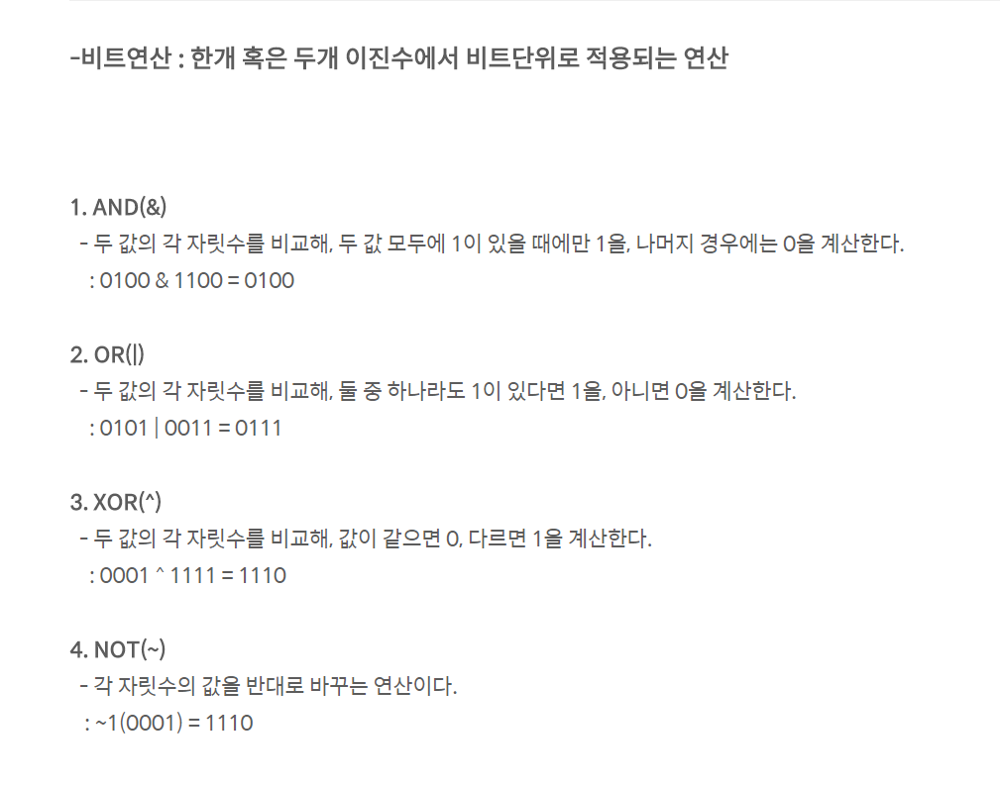 -비트연산 : 한개 혹은 두개 이진수에서 비트단위로 적용되는 연산
1. AND(&)
- 두 값의 각 자릿수를 비교해, 두 값 모두에 1이 있을 때에만 1을, 나머지 경우에는 0을 계산한다.
: 0100 & 1100 = 0100
2. OR(|)
- 두 값의 각 자릿수를 비교해, 둘 중 하나라도 1이 있다면 1을, 아니면 0을 계산한다.
: 0101 | 0011 = 0111
3. XOR(^)
- 두 값의 각 자릿수를 비교해, 값이 같으면 0, 다르면 1을 계산한다.
: 0001 ^ 1111 = 1110
4. NOT(~)
- 각 자릿수의 값을 반대로 바꾸는 연산이다.
: ~1(0001) = 1110